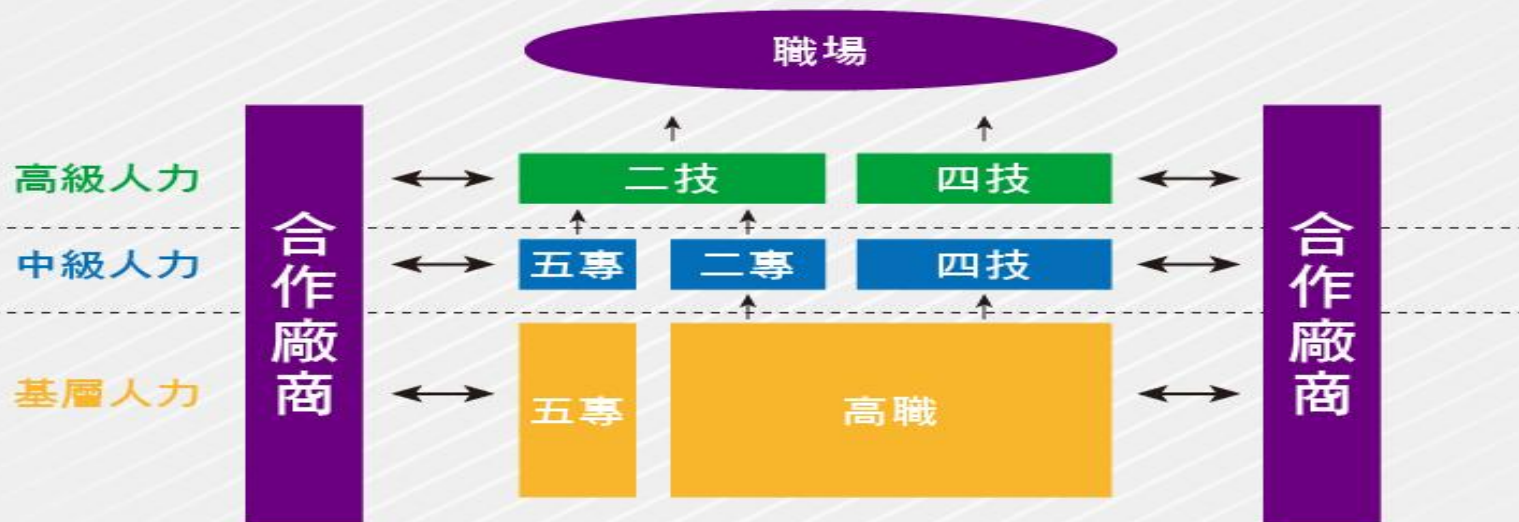 職場
高級人力
二技
四技
中級人力
五專
二專
四技
基層人力
五專
高職
合作廠商
合作廠商